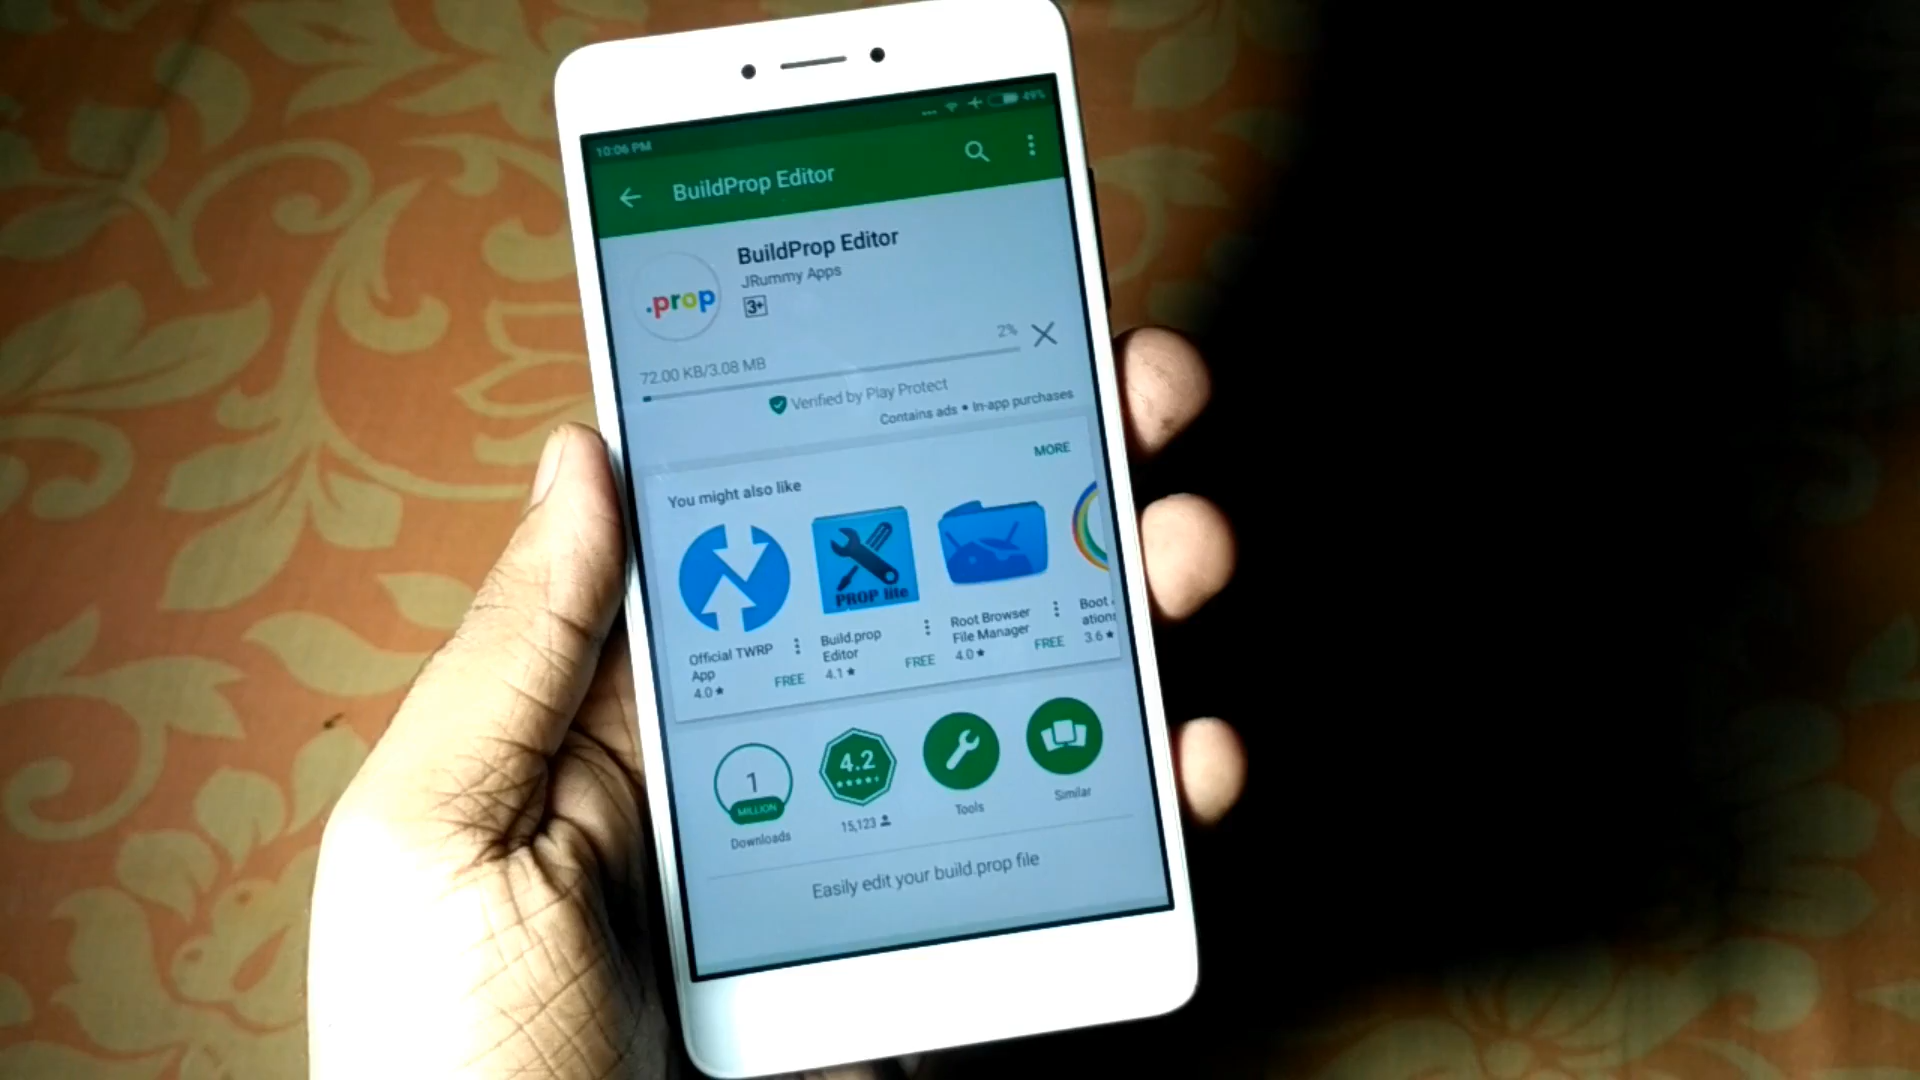 10:06 PM
49%
BuildProp Editor
BuildProp Editor
JRummy Apps
.prop
3+
72.00 KB/3.08 MB
2%
Verified by Play Protect
Contains ads • In-app purchases
You might also like
MORE
PROP lite
Official TWRP
App
4.0★
FREE
Build.prop
Editor
4.1★
FREE
Root Browser
File Manager
4.0★
FREE
Boot
3.6★
1
MILLION
Downloads
4.2
15,123
Tools
Similar
Easily edit your build.prop file